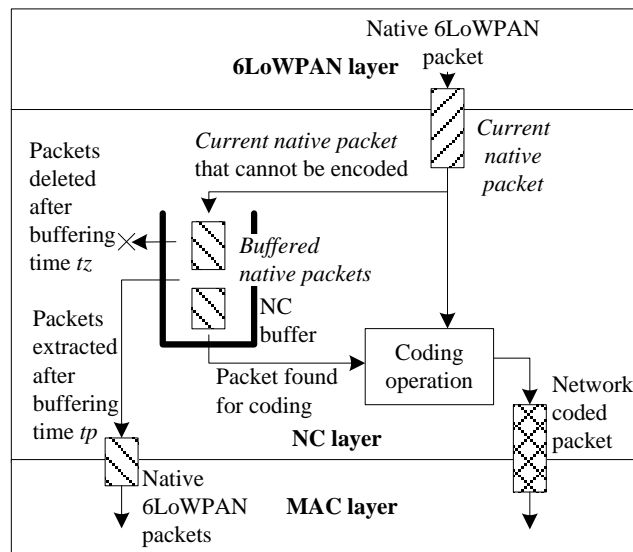 Native 6LoWPAN
packet
6LoWPAN layer
Current native packet
that cannot be encoded
Current
native
packet
Packets
deleted
after
buffering
time tz
Buffered
native packets
NC
buffer
Packets
extracted
after
buffering
time tp
Packet found
for coding
Coding
operation
Network
coded
packet
NC layer
Native
6LoWPAN
packets
MAC layer